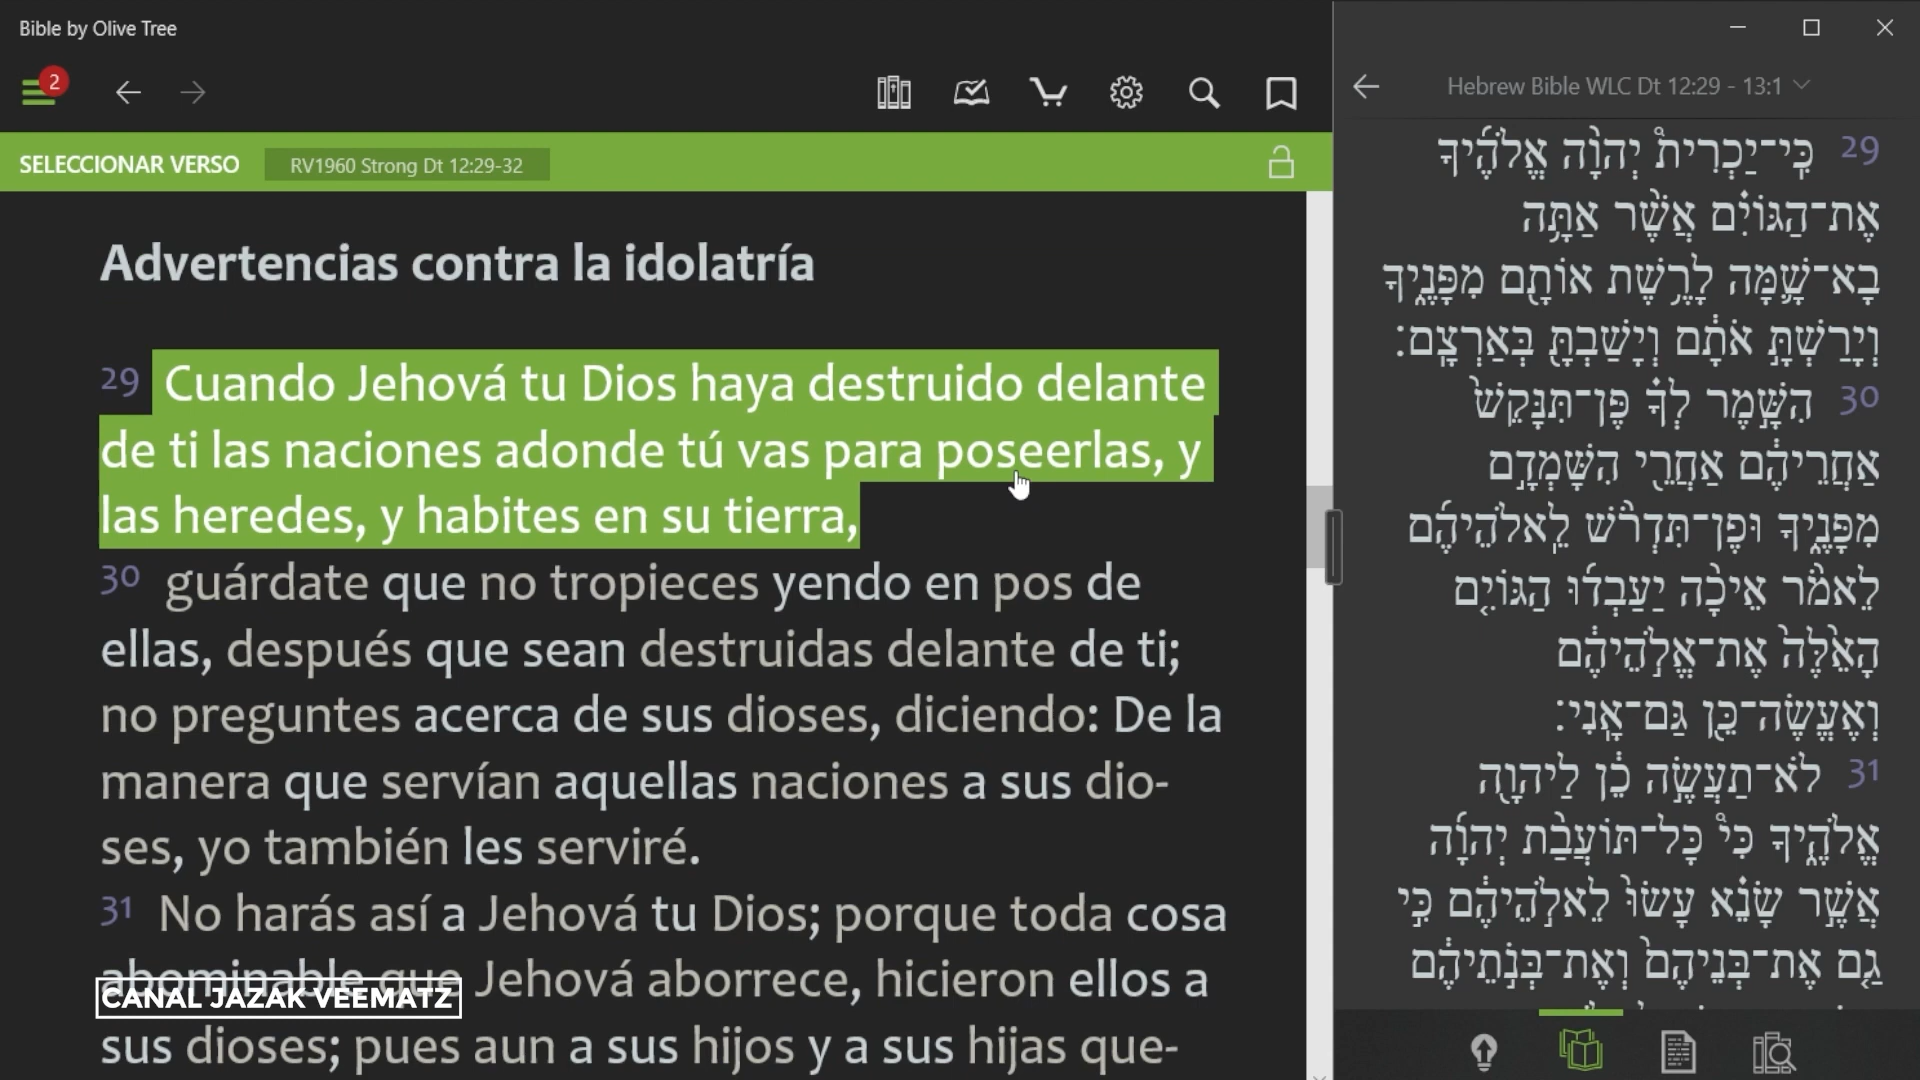 Bible by Olive Tree
2
SELECCIONAR VERSO
RV1960 Strong Dt 12:29-32
Advertencias contra la idolatría
29 Cuando Jehová tu Dios haya destruido delante
de ti las naciones adonde tú vas para poseerlas, y
las heredes, y habites en su tierra,
30 guárdate que no tropieces yendo en pos de
ellas, después que sean destruidas delante de ti;
no preguntes acerca de sus dioses, diciendo: De la
manera que servían aquellas naciones a sus dio-
ses, yo también les serviré.
31 No harás así a Jehová tu Dios; porque toda cosa
abominable que Jehová aborrece, hicieron ellos a
CANAL JAZAK VEEMATZ
sus dioses; pues aun a sus hijos y a sus hijas que-
Hebrew Bible WLC Dt 12:29 - 13:1
29 כִּֽי־יַכְרִית֩ יְהוָ֨ה אֱלֹהֶ֜יךָ
אֶת־הַגּוֹיִ֗ם אֲשֶׁ֨ר אַתָּ֥ה
בָא־שָׁ֛מָּה לָרֶ֥שֶׁת אוֹתָ֖ם מִפָּנֶ֑יךָ
וְיָרַשְׁתָּ֣ אֹתָ֔ם וְיָשַׁבְתָּ֖ בְּאַרְצָֽם׃
30 הִשָּׁ֣מֶר לְךָ֗ פֶּן־תִּנָּקֵשׁ֙
אַחֲרֵיהֶ֔ם אַחֲרֵ֖י הִשָּׁמְדָ֣ם
מִפָּנֶ֑יךָ וּפֶן־תִּדְרֹ֨שׁ לֵֽאלֹהֵיהֶ֜ם
לֵאמֹ֨ר אֵיכָ֨ה יַעַבְד֜וּ הַגּוֹיִ֤ם
הָאֵ֙לֶּה֙ אֶת־אֱלֹ֣הֵיהֶ֔ם
וְאֶעֱשֶׂה־כֵּ֖ן גַּם־אָֽנִי׃
31 לֹא־תַעֲשֶׂ֣ה כֵ֔ן לַיהוָ֖ה
אֱלֹהֶ֑יךָ כִּי֩ כָּל־תּוֹעֲבַ֨ת יְהוָ֜ה
אֲשֶׁ֣ר שָׂנֵ֗א עָשׂוּ֙ לֵאלֹ֣הֵיהֶ֔ם כִּ֣י
גַ֤ם אֶת־בְּנֵיהֶם֙ וְאֶת־בְּנֹ֣תֵיהֶ֔ם